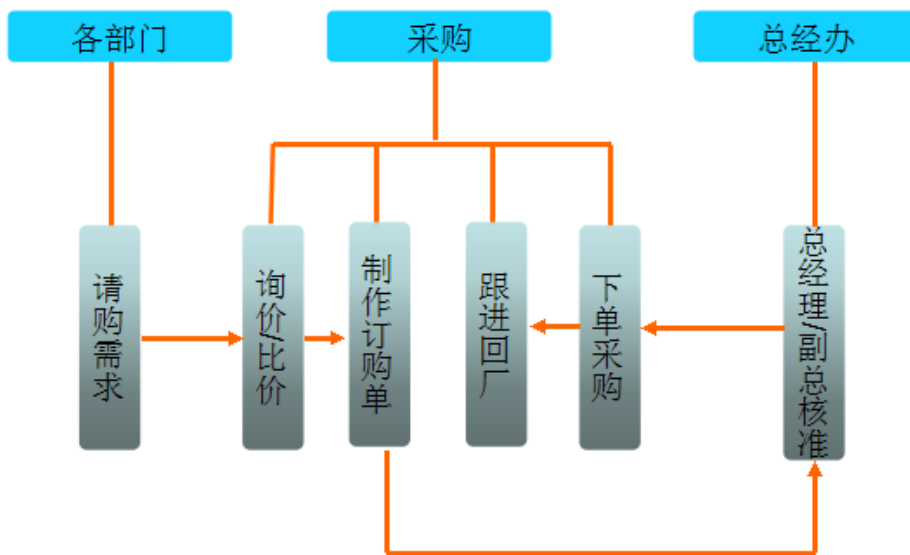 各部门
采购
总经办
请购需求
询价/比价
制作订购单
跟进回厂
下单采购
总经理/副总核准